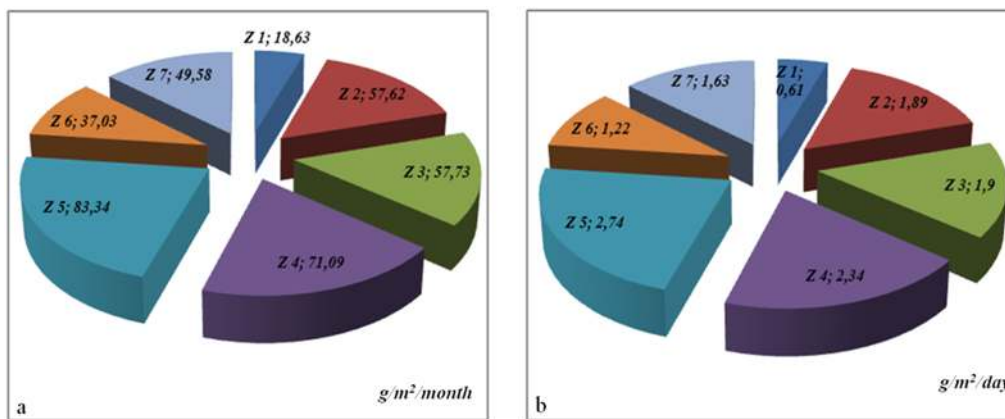 Z 1; 18,63
Z 2; 57,62
Z 3; 57,73
Z 4; 71,09
Z 5; 83,34
Z 6; 37,03
Z 7; 49,58
g/m²/month
a
Z 1;
0,61
Z 2; 1,89
Z 3; 1,9
Z 4; 2,34
Z 5; 2,74
Z 6; 1,22
Z 7; 1,63
g/m²/day
b